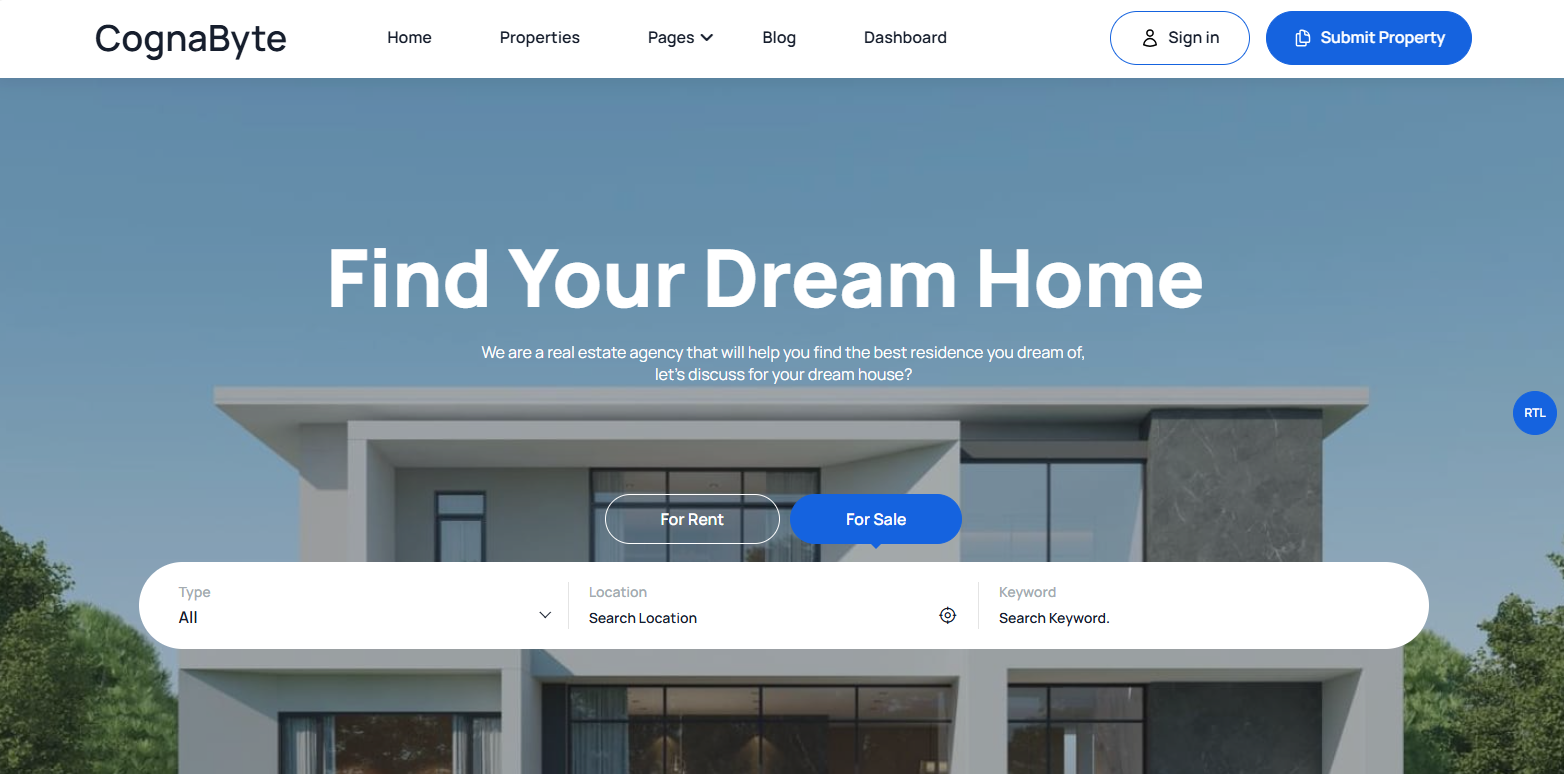 CognaByte
Home
Properties
Pages
Blog
Dashboard
Sign in
Submit Property
Find Your Dream Home
We are a real estate agency that will help you find the best residence you dream of,
let's discuss for your dream house?
RTL
For Rent
For Sale
Type
All
Location
Search Location
Keyword
Search Keyword.